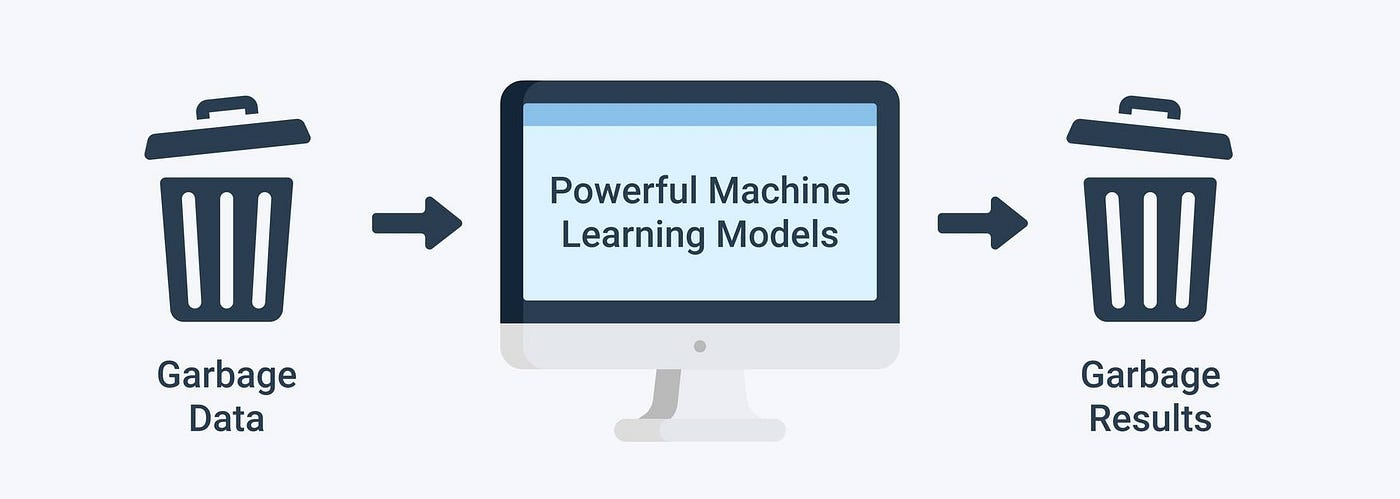 Garbage
Data
Powerful Machine
Learning Models
Garbage
Results